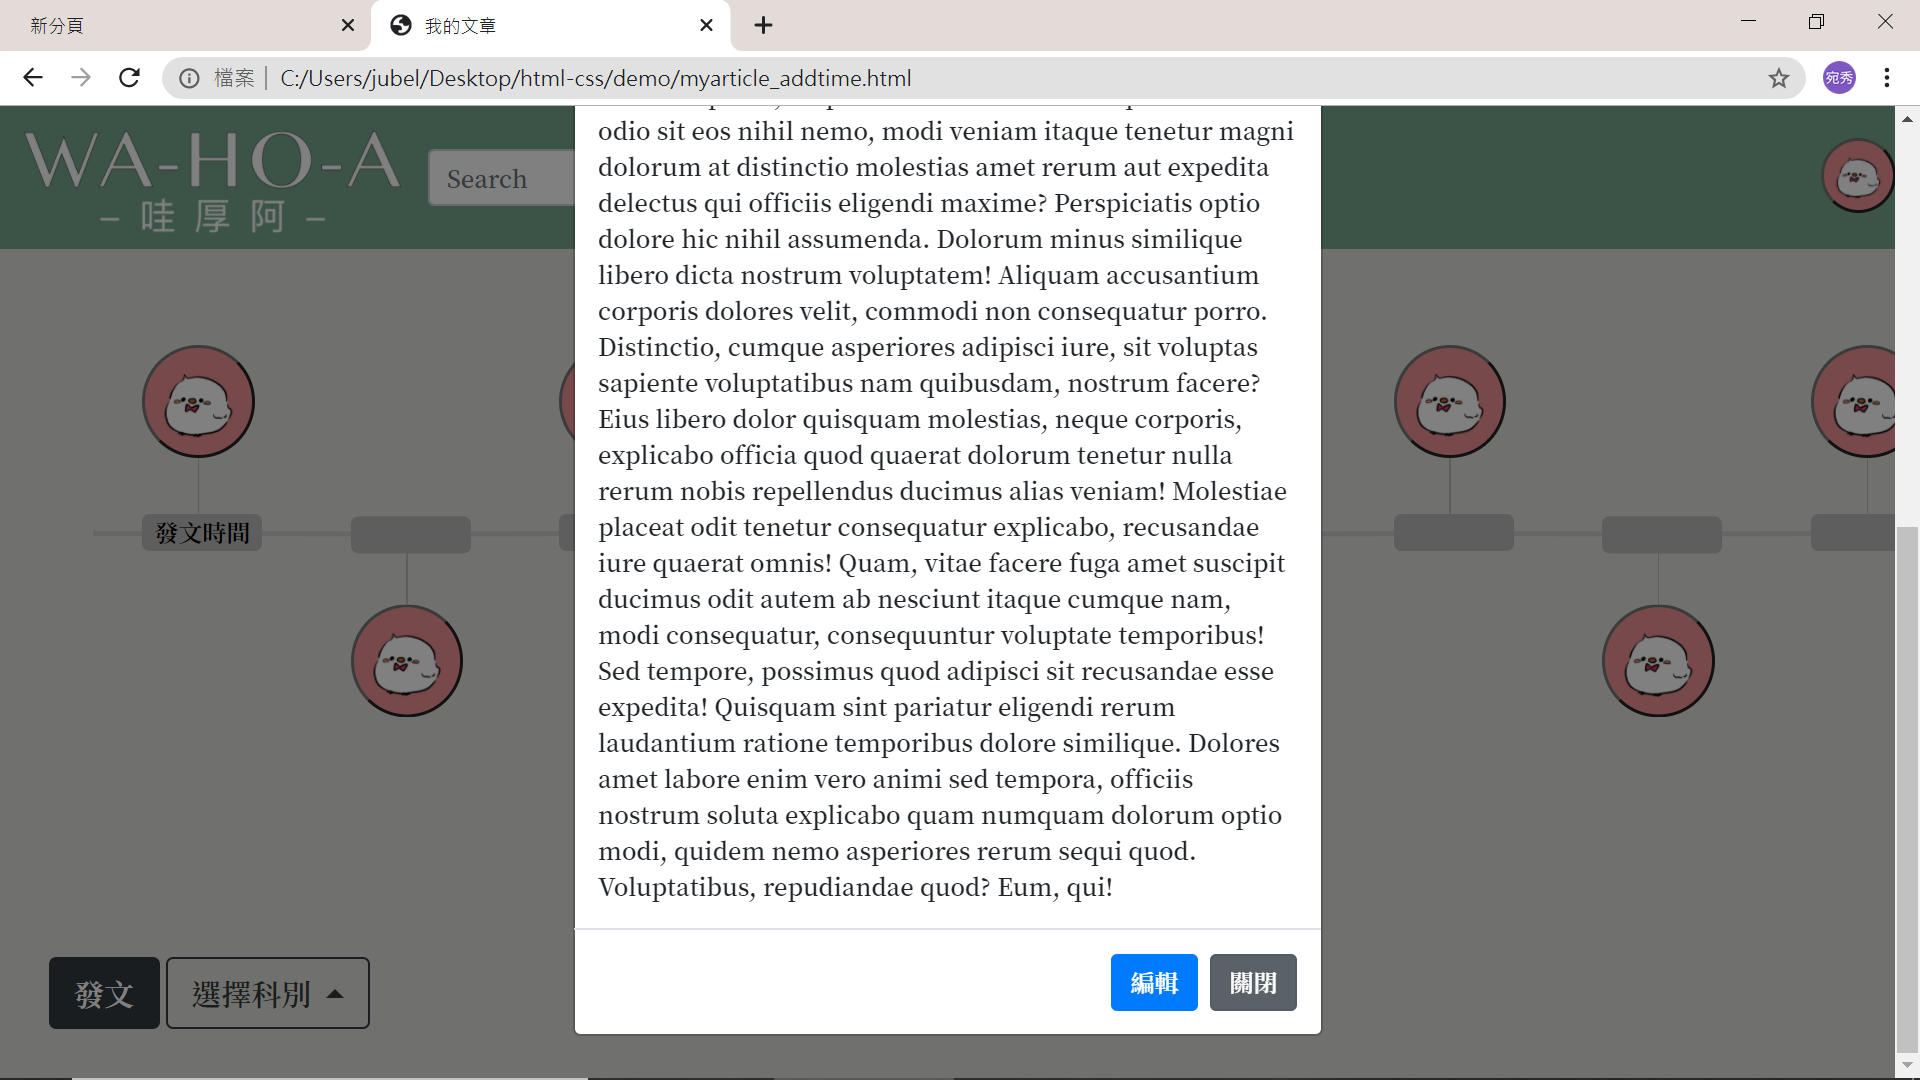 新分頁
我的文章
檔案
C:/Users/jubel/Desktop/html-css/demo/myarticle_addtime.html
宛秀
WA-HO-A
– 哇厚阿 –
Search
odio sit eos nihil nemo, modi veniam itaque tenetur magni
dolorum at distinctio molestias amet rerum aut expedita
delectus qui officiis eligendi maxime? Perspiciatis optio
dolore hic nihil assumenda. Dolorum minus similique
libero dicta nostrum voluptatem! Aliquam accusantium
corporis dolores velit, commodi non consequatur porro.
Distinctio, cumque asperiores adipisci iure, sit voluptas
sapiente voluptatibus nam quibusdam, nostrum facere?
Eius libero dolor quisquam molestias, neque corporis,
explicabo officia quod quaerat dolorum tenetur nulla
rerum nobis repellendus ducimus alias veniam! Molestiae
placeat odit tenetur consequatur explicabo, recusandae
iure quaerat omnis! Quam, vitae facere fuga amet suscipit
ducimus odit autem ab nesciunt itaque cumque nam,
modi consequatur, consequuntur voluptate temporibus!
Sed tempore, possimus quod adipisci sit recusandae esse
expedita! Quisquam sint pariatur eligendi rerum
laudantium ratione temporibus dolore similique. Dolores
amet labore enim vero animi sed tempora, officiis
nostrum soluta explicabo quam numquam dolorum optio
modi, quidem nemo asperiores rerum sequi quod.
Voluptatibus, repudiandae quod? Eum, qui!
發文時間
編輯
關閉
發文
選擇科別